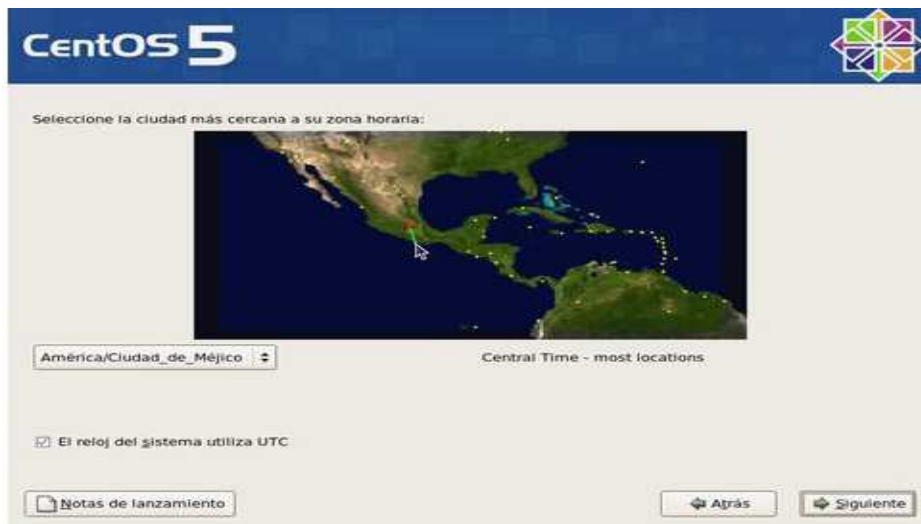 CentOS 5
Seleccione la ciudad más cercana a su zona horaria:
América/Ciudad_de_Méjico
Central Time - most locations
El reloj del sistema utiliza UTC
Notas de lanzamiento
Atrás
Siguiente